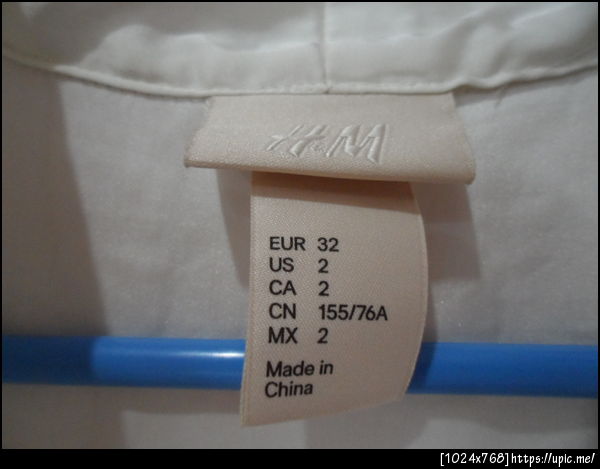 H&M
EUR 32
US 2
CA 2
CN 155/76A
MX 2
Made in
China
[1024x768]https://upic.me/